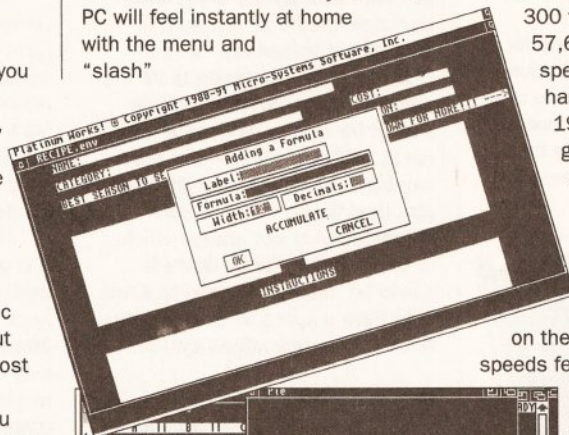 PC will feel instantly at home
with the menu and
"slash"
you
Platinum Works! © Copyright 1988-91 Micro-Systems Software, Inc.
RECIPE.env
NAME:
COST:
CATEGORY:
ON:
BEST SEASON TO SE
OWN FOR MORE!!! --->
Adding a Formula
Label:
Formula:
Width:
Decimals:
ACCUMULATE
OK
CANCEL
INSTRUCTIONS
300
57,6
spe
ha
19
g
on the
speeds fe
c
ut
ost
u
Pie